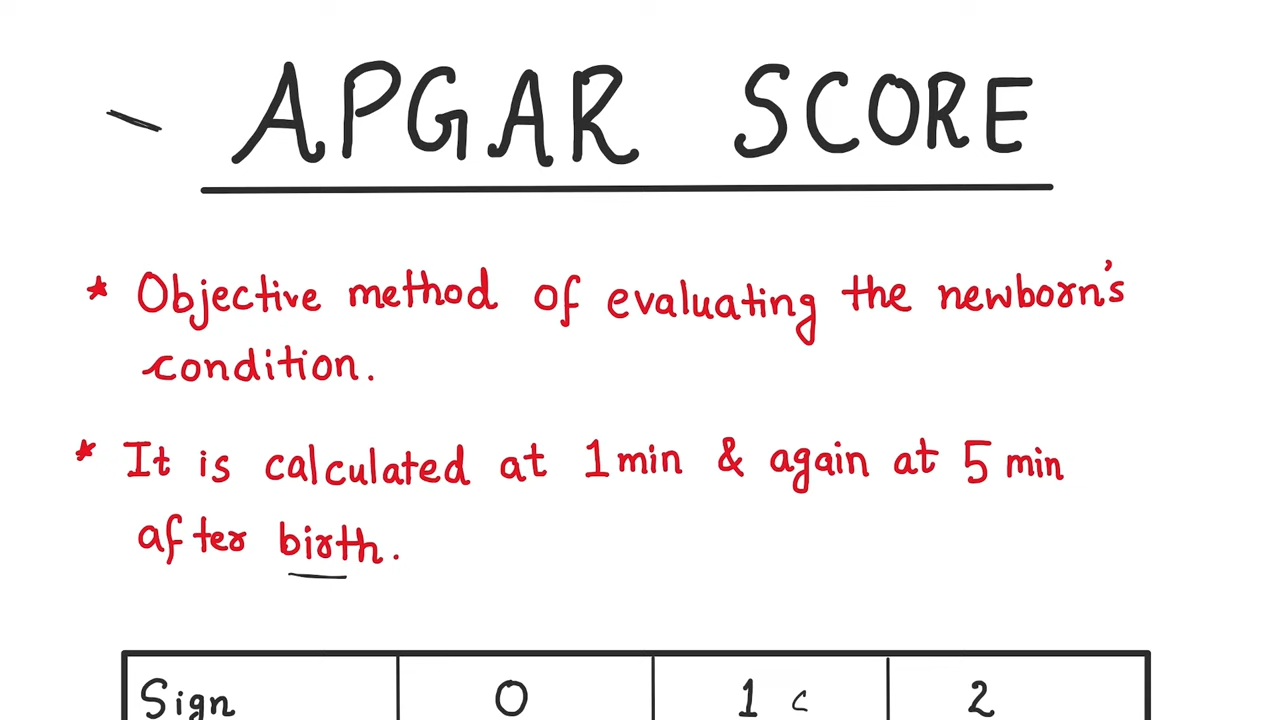 APGAR SCORE
* Objective method of evaluating the newborn's
condition.
* It is calculated at 1 min & again at 5 min
after birth.
Sign 0 1 2